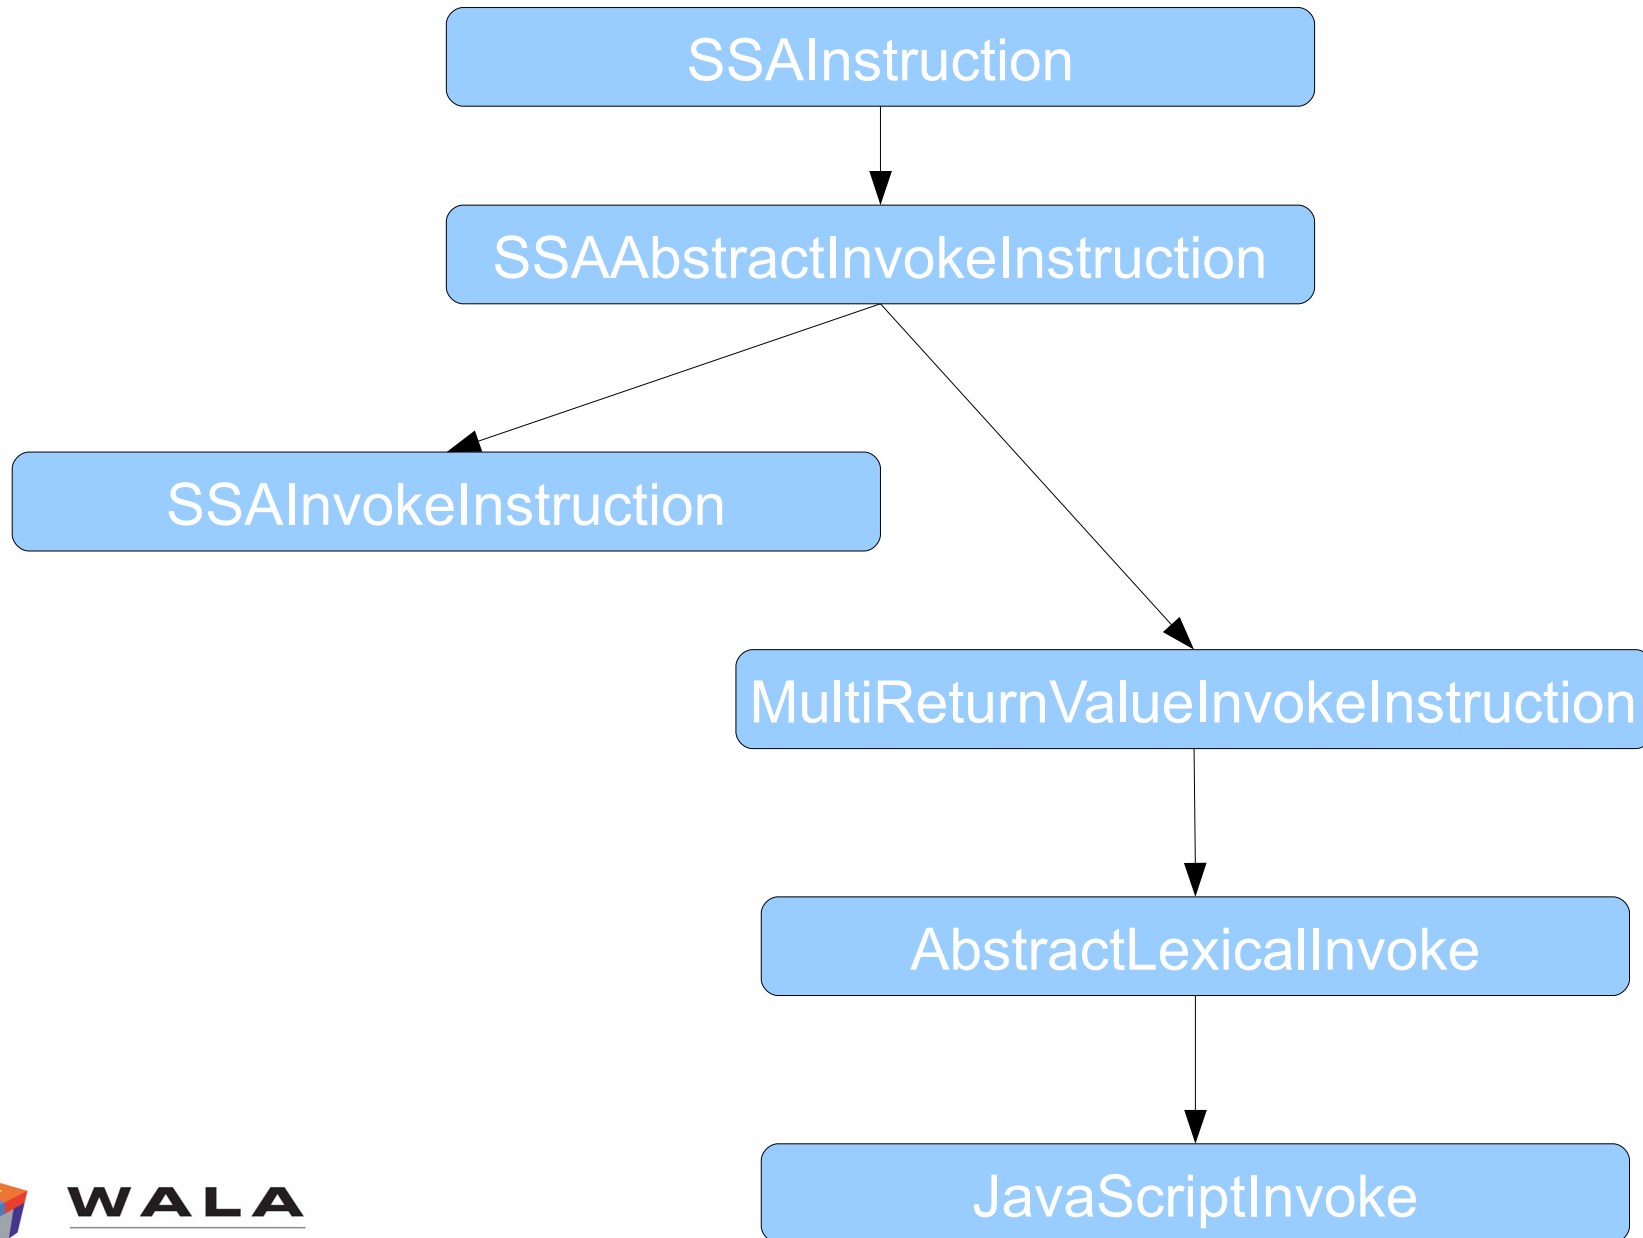 SSAInstruction
SSAAbstractInvokeInstruction
SSAInvokeInstruction
MultiReturnValueInvokeInstruction
AbstractLexicalInvoke
JavaScriptInvoke
WALA